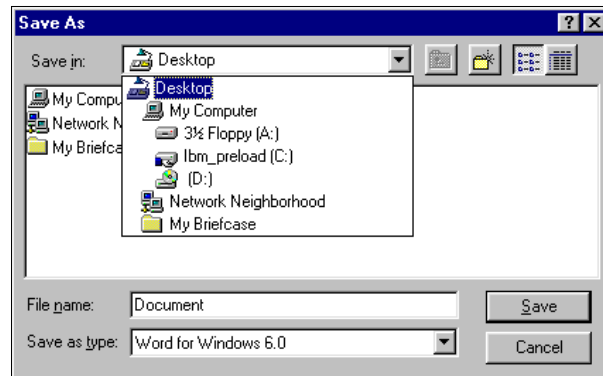 Save As
Save in:
Desktop
Desktop
My Computer
3½ Floppy (A:)
Ibm_preload (C:)
(D:)
Network Neighborhood
My Briefcase
My Compu
Network N
My Briefca
File name:
Document
Save
Save as type:
Word for Windows 6.0
Cancel